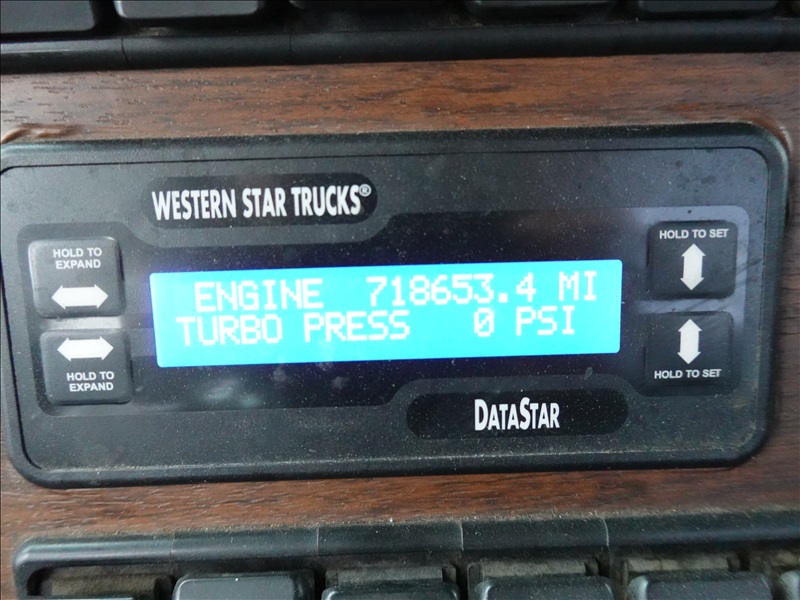 WESTERN STAR TRUCKS®
HOLD TO
EXPAND
HOLD TO SET
ENGINE 718653.4 MI
TURBO PRESS 0 PSI
HOLD TO
EXPAND
HOLD TO SET
DATASTAR